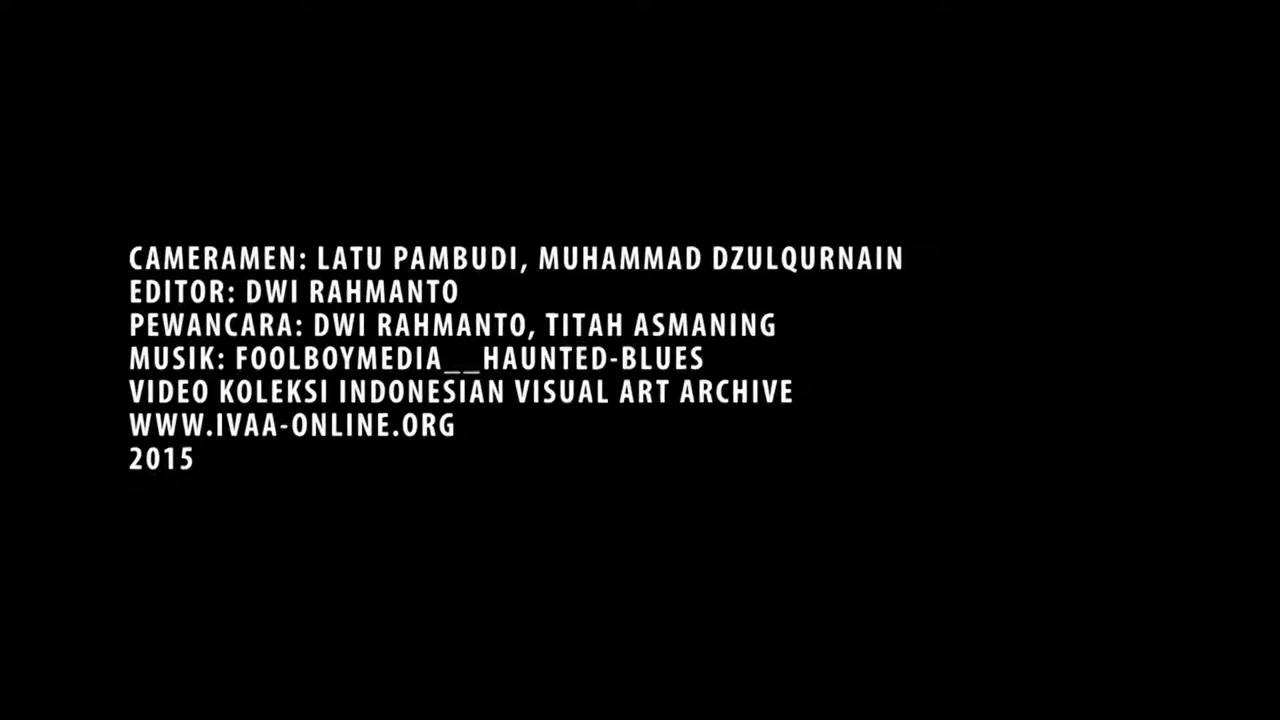 CAMERAMEN: LATU PAMBUDI, MUHAMMAD DZULQURNAIN
EDITOR: DWI RAHMANTO
PEWANCARA: DWI RAHMANTO, TITAH ASMANING
MUSIK: FOOLBOYMEDIA__HAUNTED-BLUES
VIDEO KOLEKSI INDONESIAN VISUAL ART ARCHIVE
WWW.IVAA-ONLINE.ORG
2015